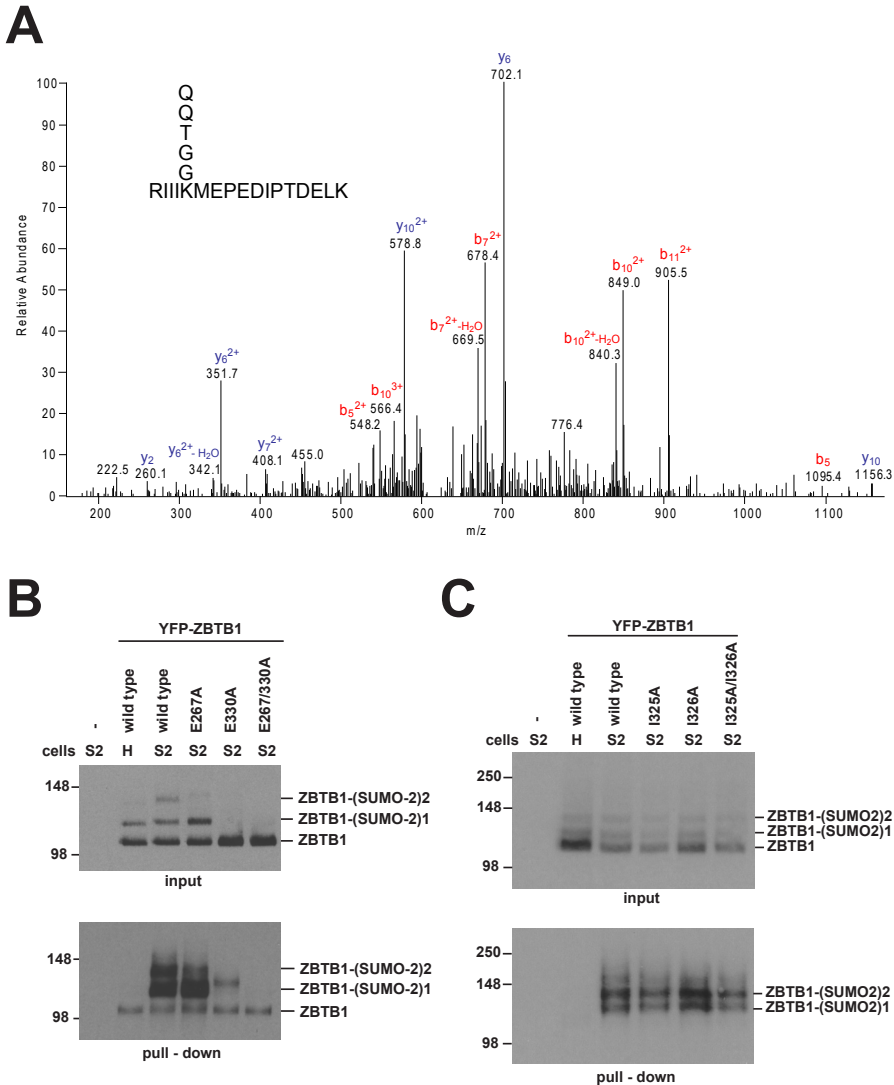 A
y6
702.1
100
90
80
70
60
50
40
30
20
10
0
Relative Abundance
Q
Q
T
G
G
RIIIKMEPEDIPTDELK
y10 2+
578.8
b7 2+
678.4
b10 2+
849.0
b11 2+
905.5
b7 2+-H2O
669.5
b10 2+-H2O
840.3
y6 2+
351.7
b10 3+
566.4
b5 2+
548.2
776.4
y2
260.1
y6 2+- H2O
342.1
y7 2+
408.1
455.0
222.5
b5
1095.4
y10
1156.3
200 300 400 500 600 700 800 900 1000 1100
m/z
B
YFP-ZBTB1
- wild type wild type E267A E330A E267/330A
cells S2 H S2 S2 S2 S2
148
98
ZBTB1-(SUMO-2)2
ZBTB1-(SUMO-2)1
ZBTB1
input
148
98
ZBTB1-(SUMO-2)2
ZBTB1-(SUMO-2)1
ZBTB1
pull - down
C
YFP-ZBTB1
- wild type wild type I325A I326A I325A/I326A
cells S2 H S2 S2 S2 S2
250
148
98
ZBTB1-(SUMO2)2
ZBTB1-(SUMO2)1
ZBTB1
input
250
148
98
ZBTB1-(SUMO2)2
ZBTB1-(SUMO2)1
pull - down